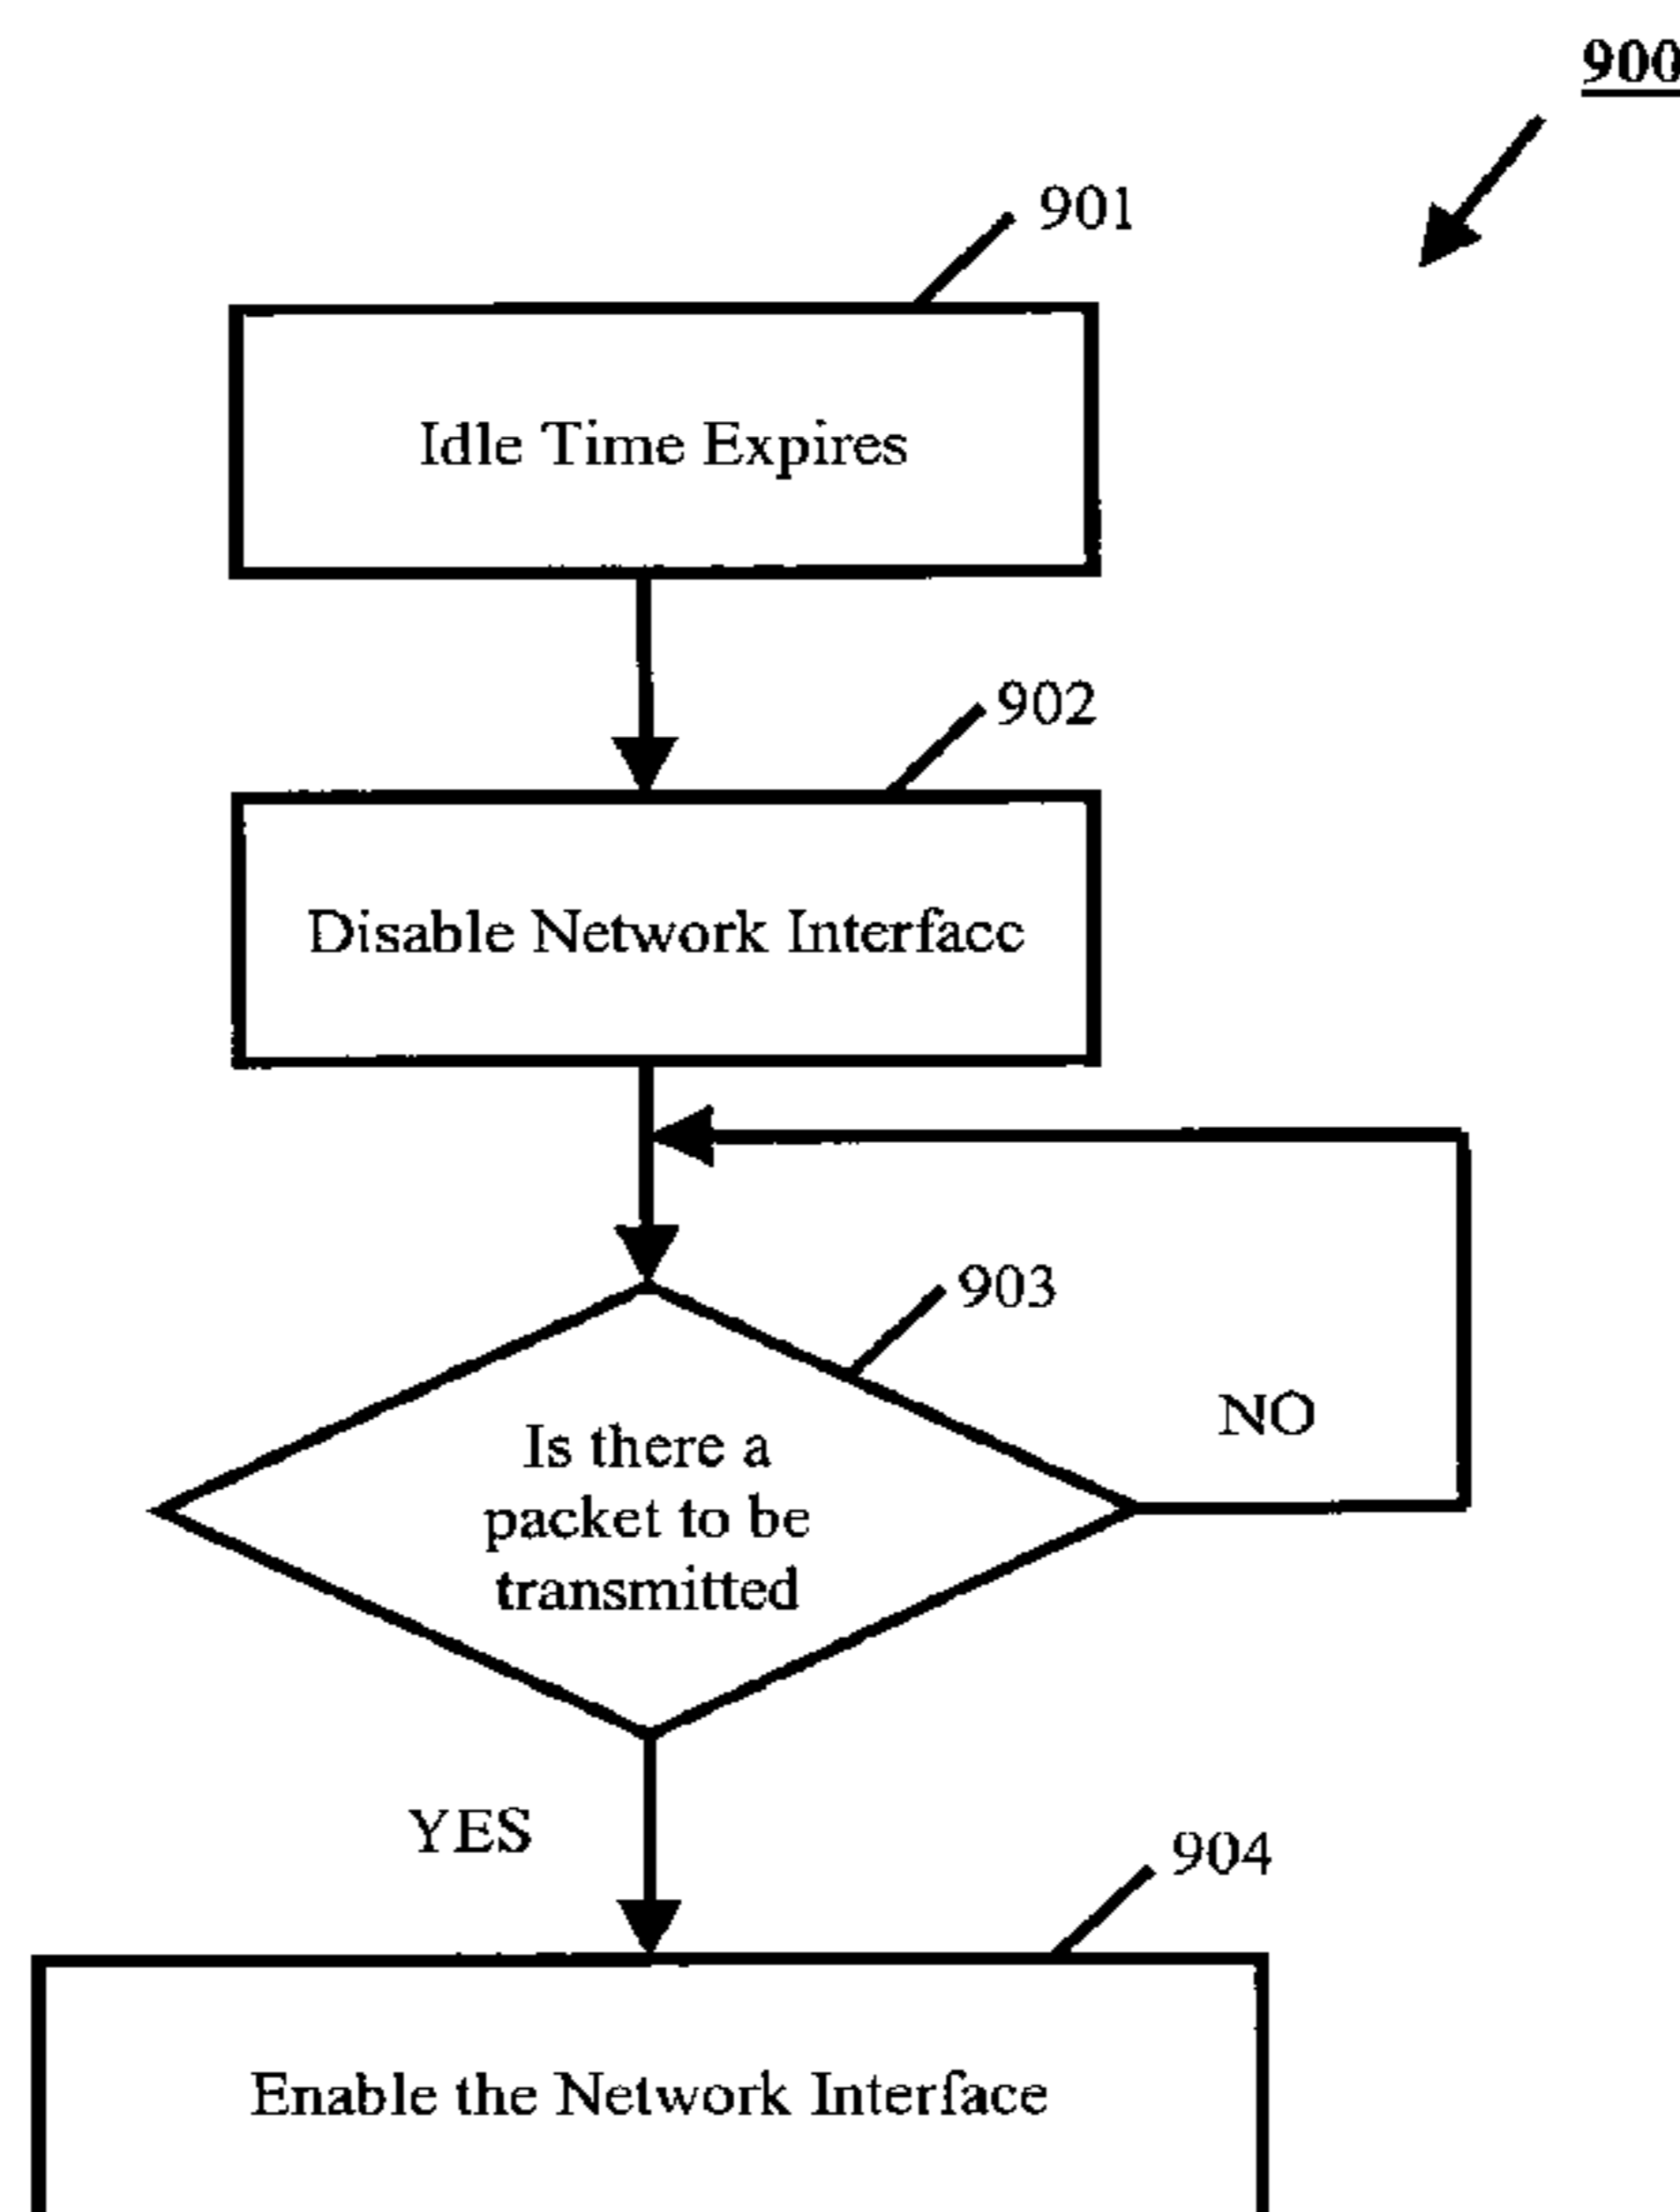 900
901
Idle Time Expires
902
Disable Network Interface
903
Is there a
packet to be
transmitted
NO
YES
904
Enable the Network Interface